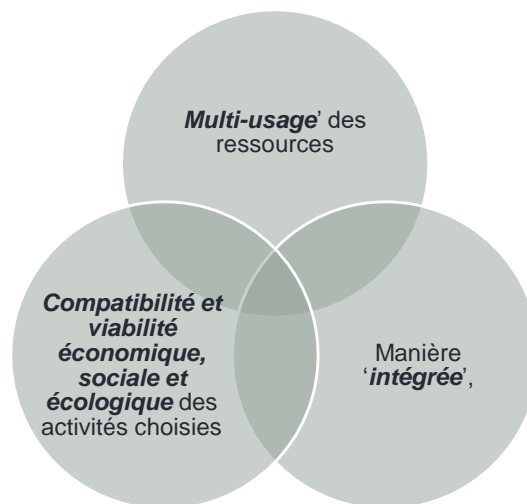 Multi-usage’ des
ressources
Compatibilité et
viabilité
économique,
sociale et
écologique des
activités choisies
Manière
‘intégrée’,